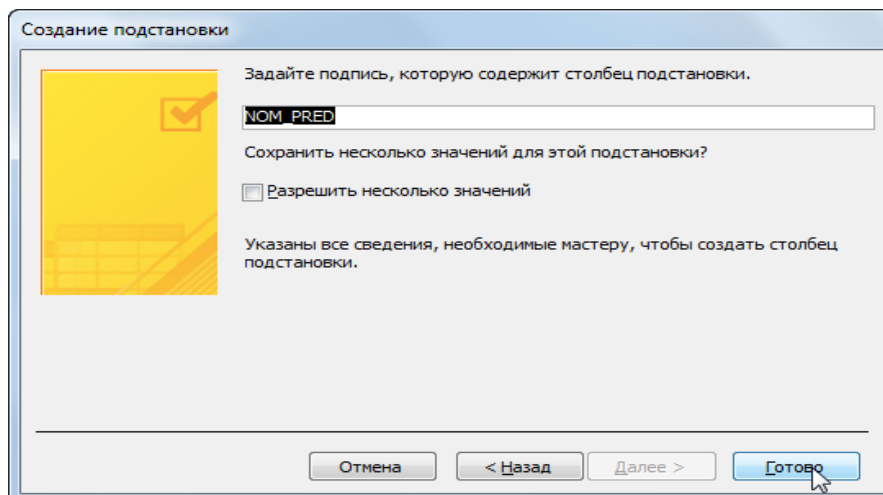 Создание подстановки
Задайте подпись, которую содержит столбец подстановки.
NOM_PRED
Сохранить несколько значений для этой подстановки?
Разрешить несколько значений
Указаны все сведения, необходимые мастеру, чтобы создать столбец
подстановки.
Отмена
< Назад
Далее >
Готово